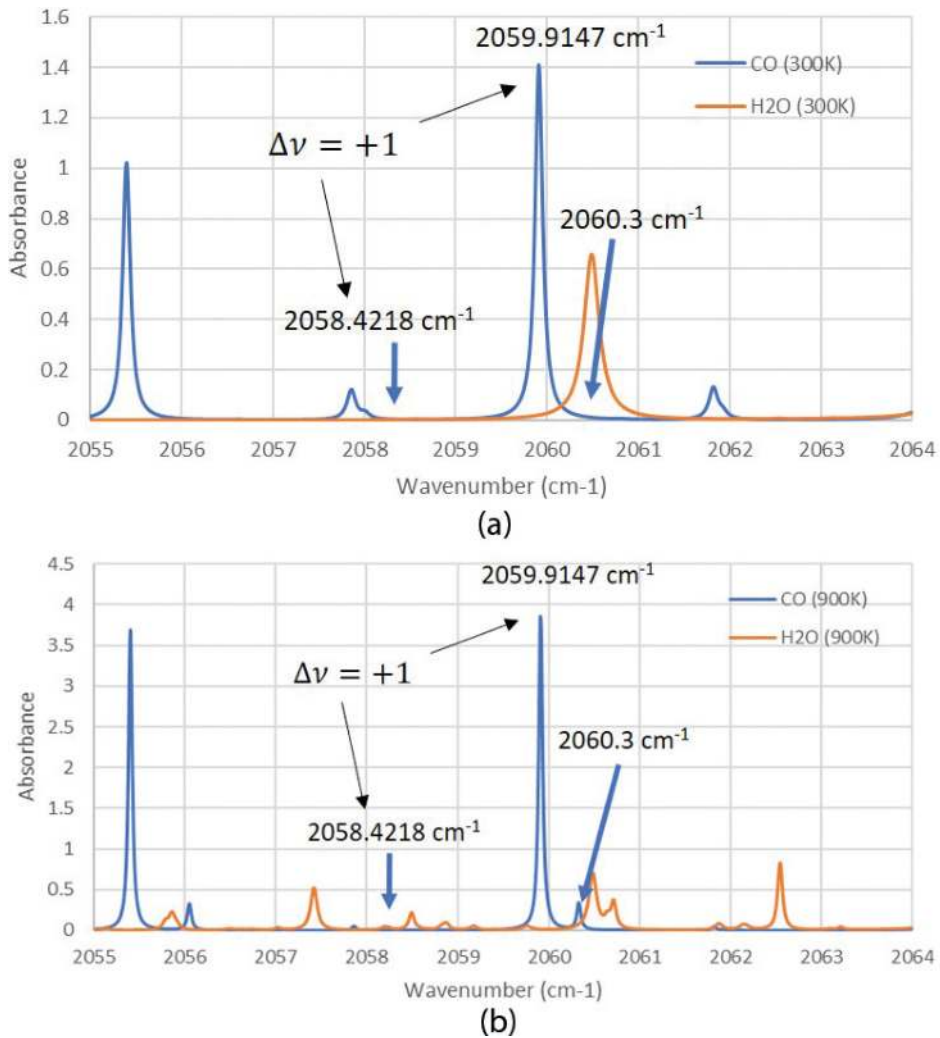 1.6
1.4
1.2
1
0.8
0.6
0.4
0.2
0
Absorbance
2059.9147 cm⁻¹
CO (300K)
H2O (300K)
Δν = +1
2060.3 cm⁻¹
2058.4218 cm⁻¹
2055 2056 2057 2058 2059 2060 2061 2062 2063 2064
Wavenumber (cm-1)
(a)
4.5
4
3.5
3
2.5
2
1.5
1
0.5
0
Absorbance
2059.9147 cm⁻¹
CO (900K)
H2O (900K)
Δν = +1
2060.3 cm⁻¹
2058.4218 cm⁻¹
2055 2056 2057 2058 2059 2060 2061 2062 2063 2064
Wavenumber (cm-1)
(b)